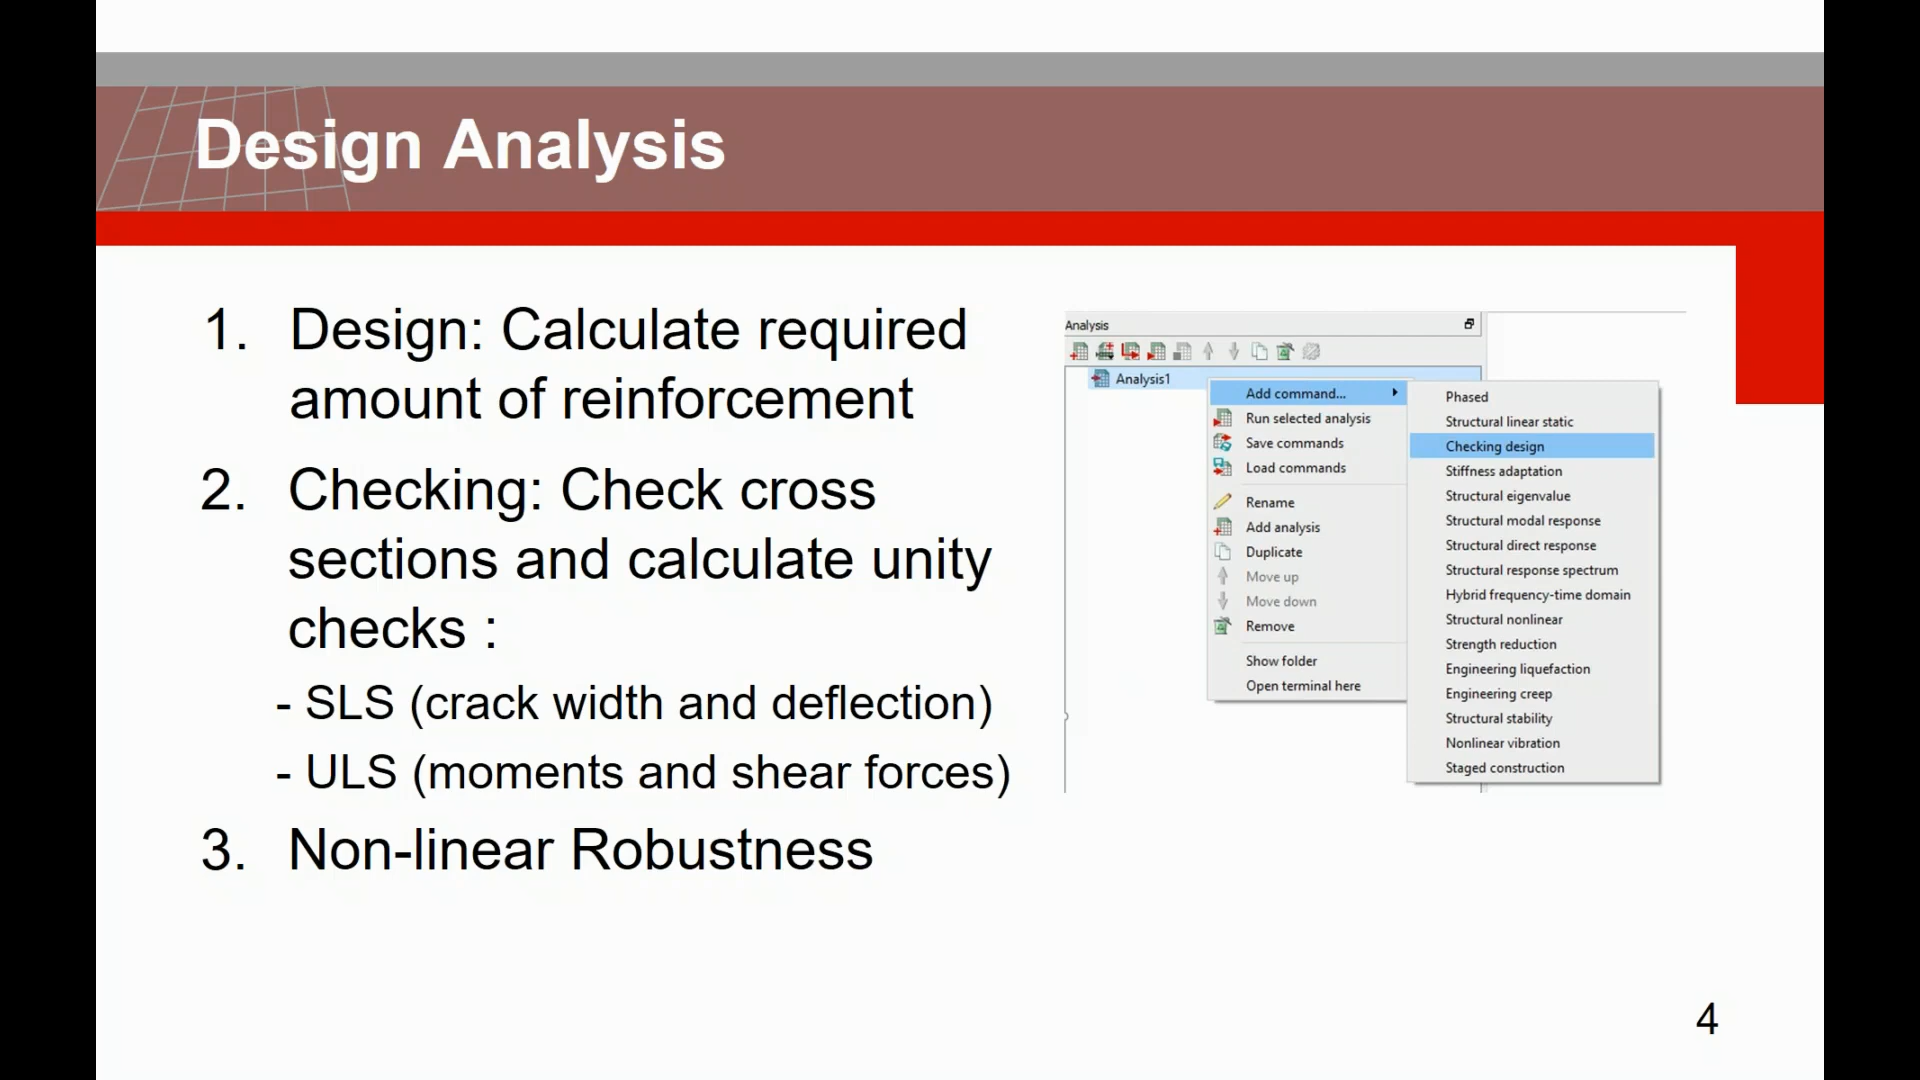 Design Analysis
1. Design: Calculate required
amount of reinforcement
2. Checking: Check cross
sections and calculate unity
checks :
- SLS (crack width and deflection)
- ULS (moments and shear forces)
3. Non-linear Robustness
Analysis
Analysis1
Add command...
Run selected analysis
Save commands
Load commands
Rename
Add analysis
Duplicate
Move up
Move down
Remove
Show folder
Open terminal here
Phased
Structural linear static
Checking design
Stiffness adaptation
Structural eigenvalue
Structural modal response
Structural direct response
Structural response spectrum
Hybrid frequency-time domain
Structural nonlinear
Strength reduction
Engineering liquefaction
Engineering creep
Structural stability
Nonlinear vibration
Staged construction
4